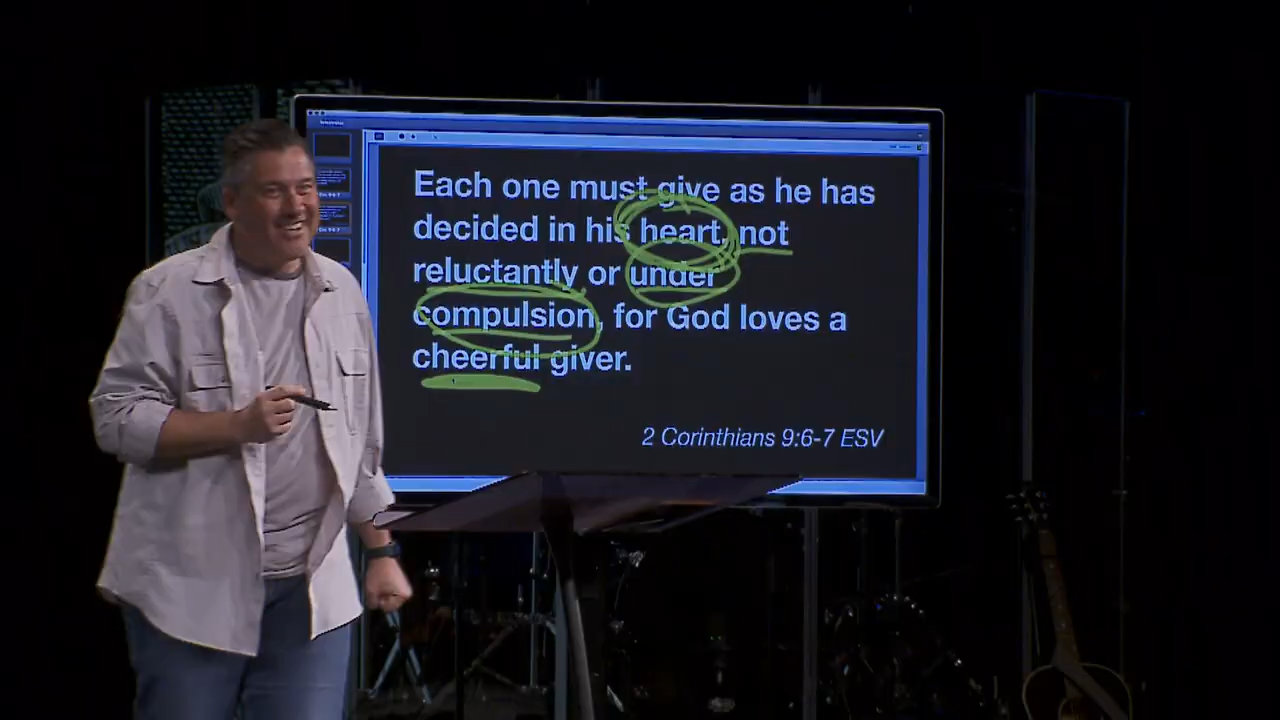 Each one must give as he has
decided in his heart, not
reluctantly or under
compulsion, for God loves a
cheerful giver.
2 Corinthians 9:6-7 ESV